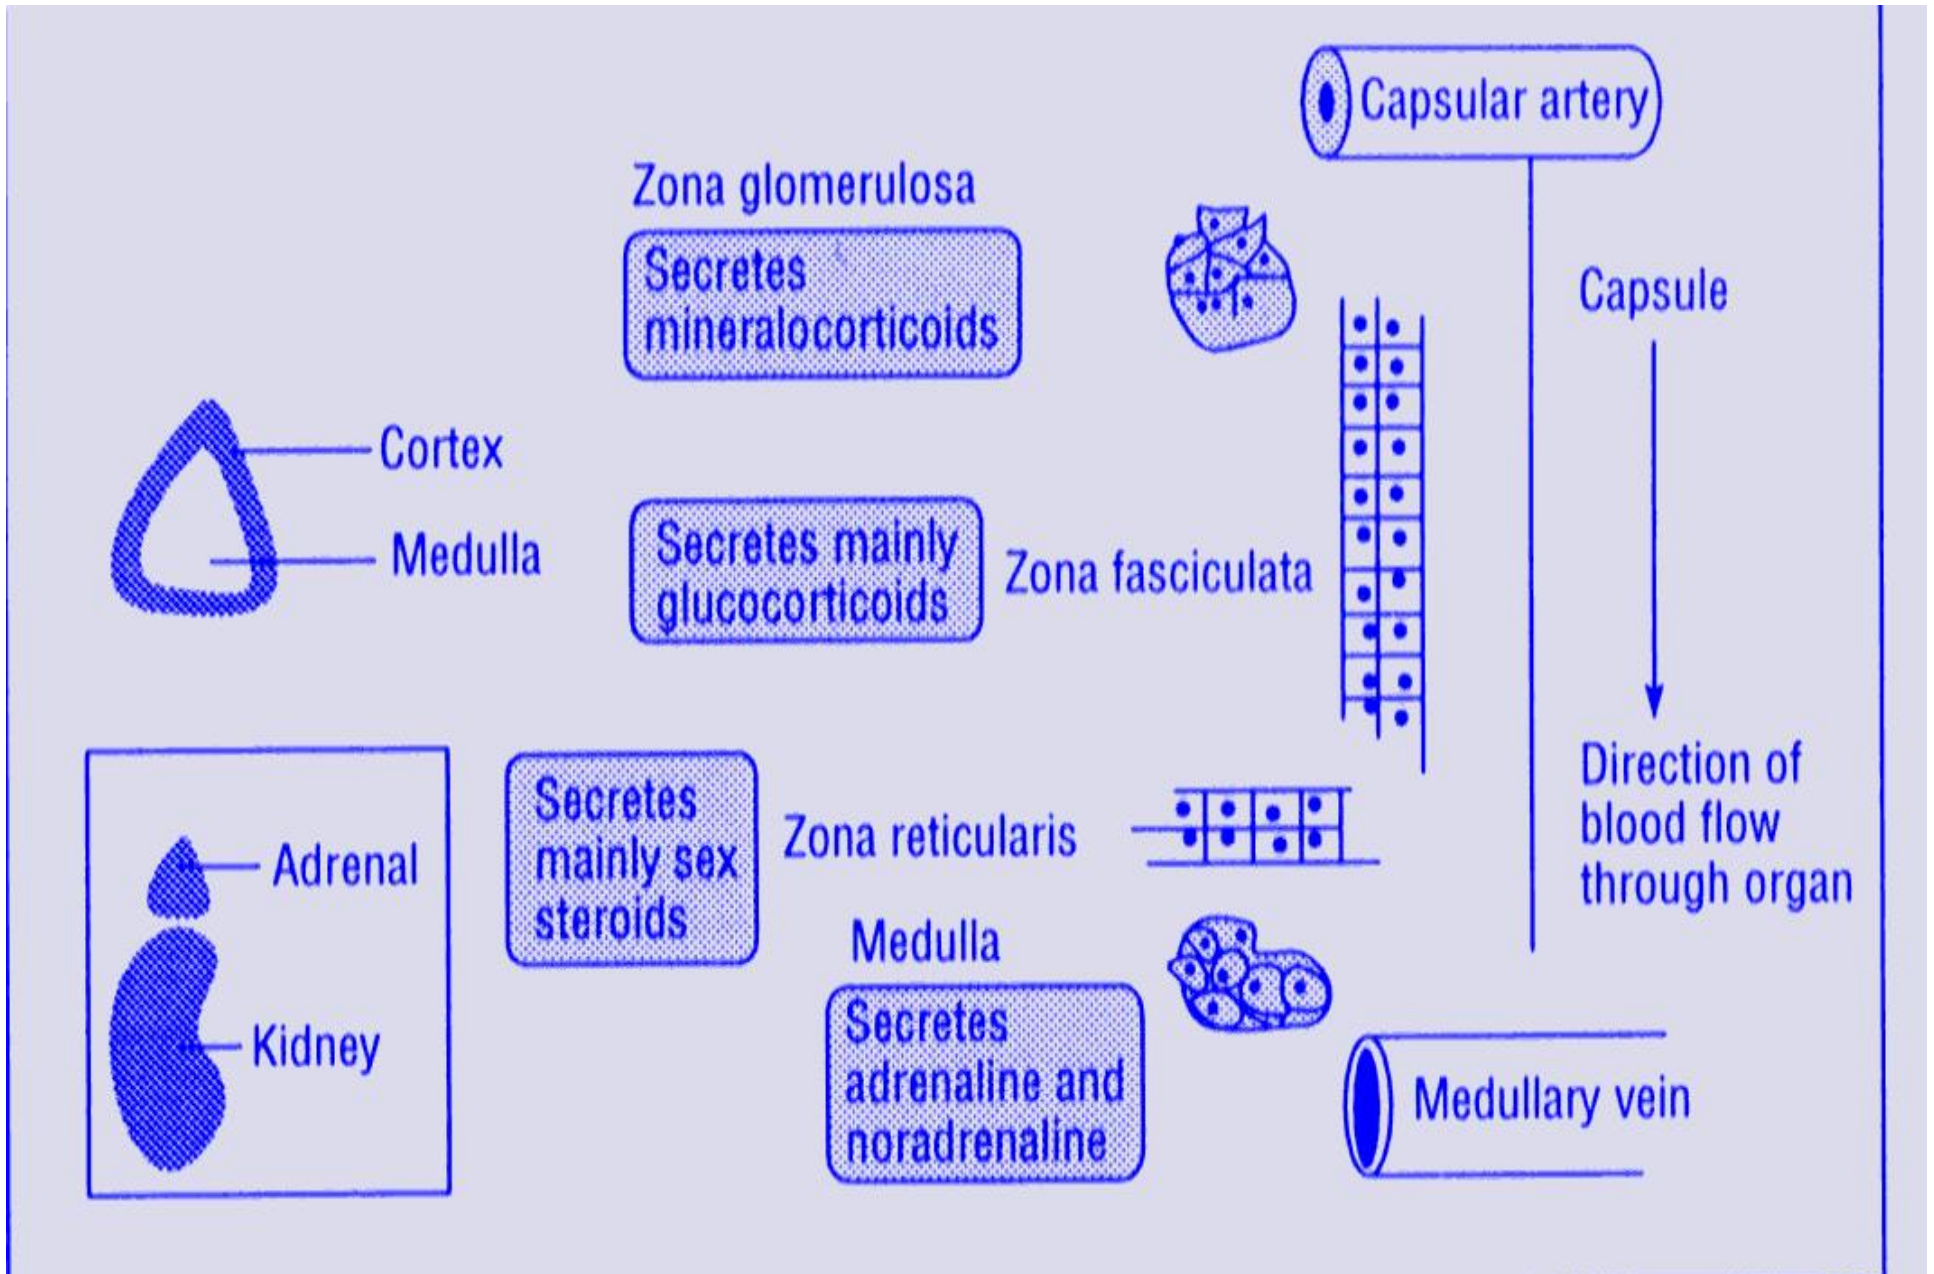 Capsular artery
Zona glomerulosa
Secretes
mineralocorticoids
Capsule
Cortex
Medulla
Secretes mainly
glucocorticoids
Zona fasciculata
Direction of
blood flow
through organ
Secretes
mainly sex
steroids
Zona reticularis
Adrenal
Kidney
Medulla
Secretes
adrenaline and
noradrenaline
Medullary vein